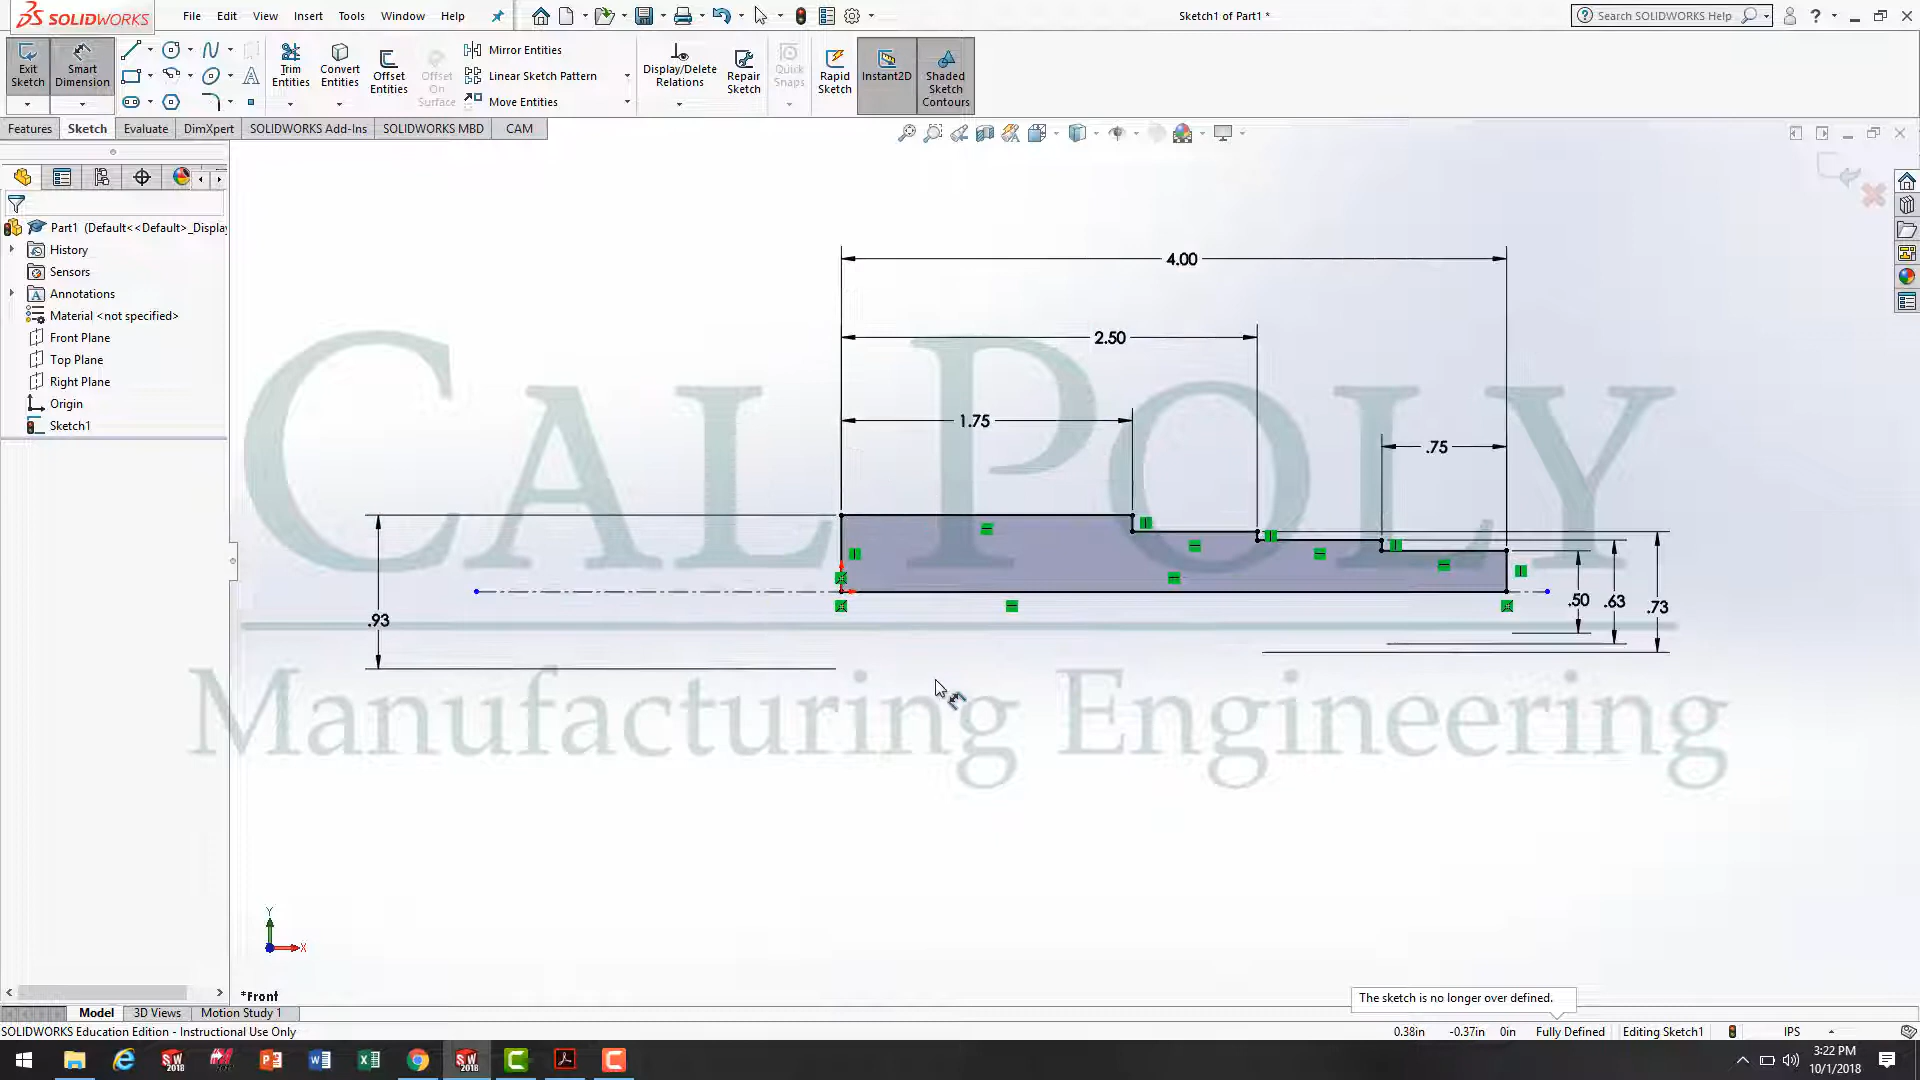 SOLIDWORKS
File Edit View Insert Tools Window Help
Sketch1 of Part1 *
Search SOLIDWORKS Help
Exit Sketch
Smart Dimension
Trim Entities
Convert Entities
Offset Entities
Offset On Surface
Mirror Entities
Linear Sketch Pattern
Move Entities
Display/Delete Relations
Repair Sketch
Quick Snaps
Rapid Sketch
Instant2D
Shaded Sketch Contours
Features Sketch Evaluate DimXpert SOLIDWORKS Add-Ins SOLIDWORKS MBD CAM
Part1 (Default<<Default>_Displa
History
Sensors
Annotations
Material <not specified>
Front Plane
Top Plane
Right Plane
Origin
Sketch1
4.00
2.50
1.75
.75
CAL POLY
.93
.50 .63 .73
Manufacturing Engineering
Y
X
*Front
The sketch is no longer over defined.
Model 3D Views Motion Study 1
SOLIDWORKS Education Edition - Instructional Use Only
0.38in -0.37in 0in Fully Defined Editing Sketch1 IPS
3:22 PM
10/1/2018